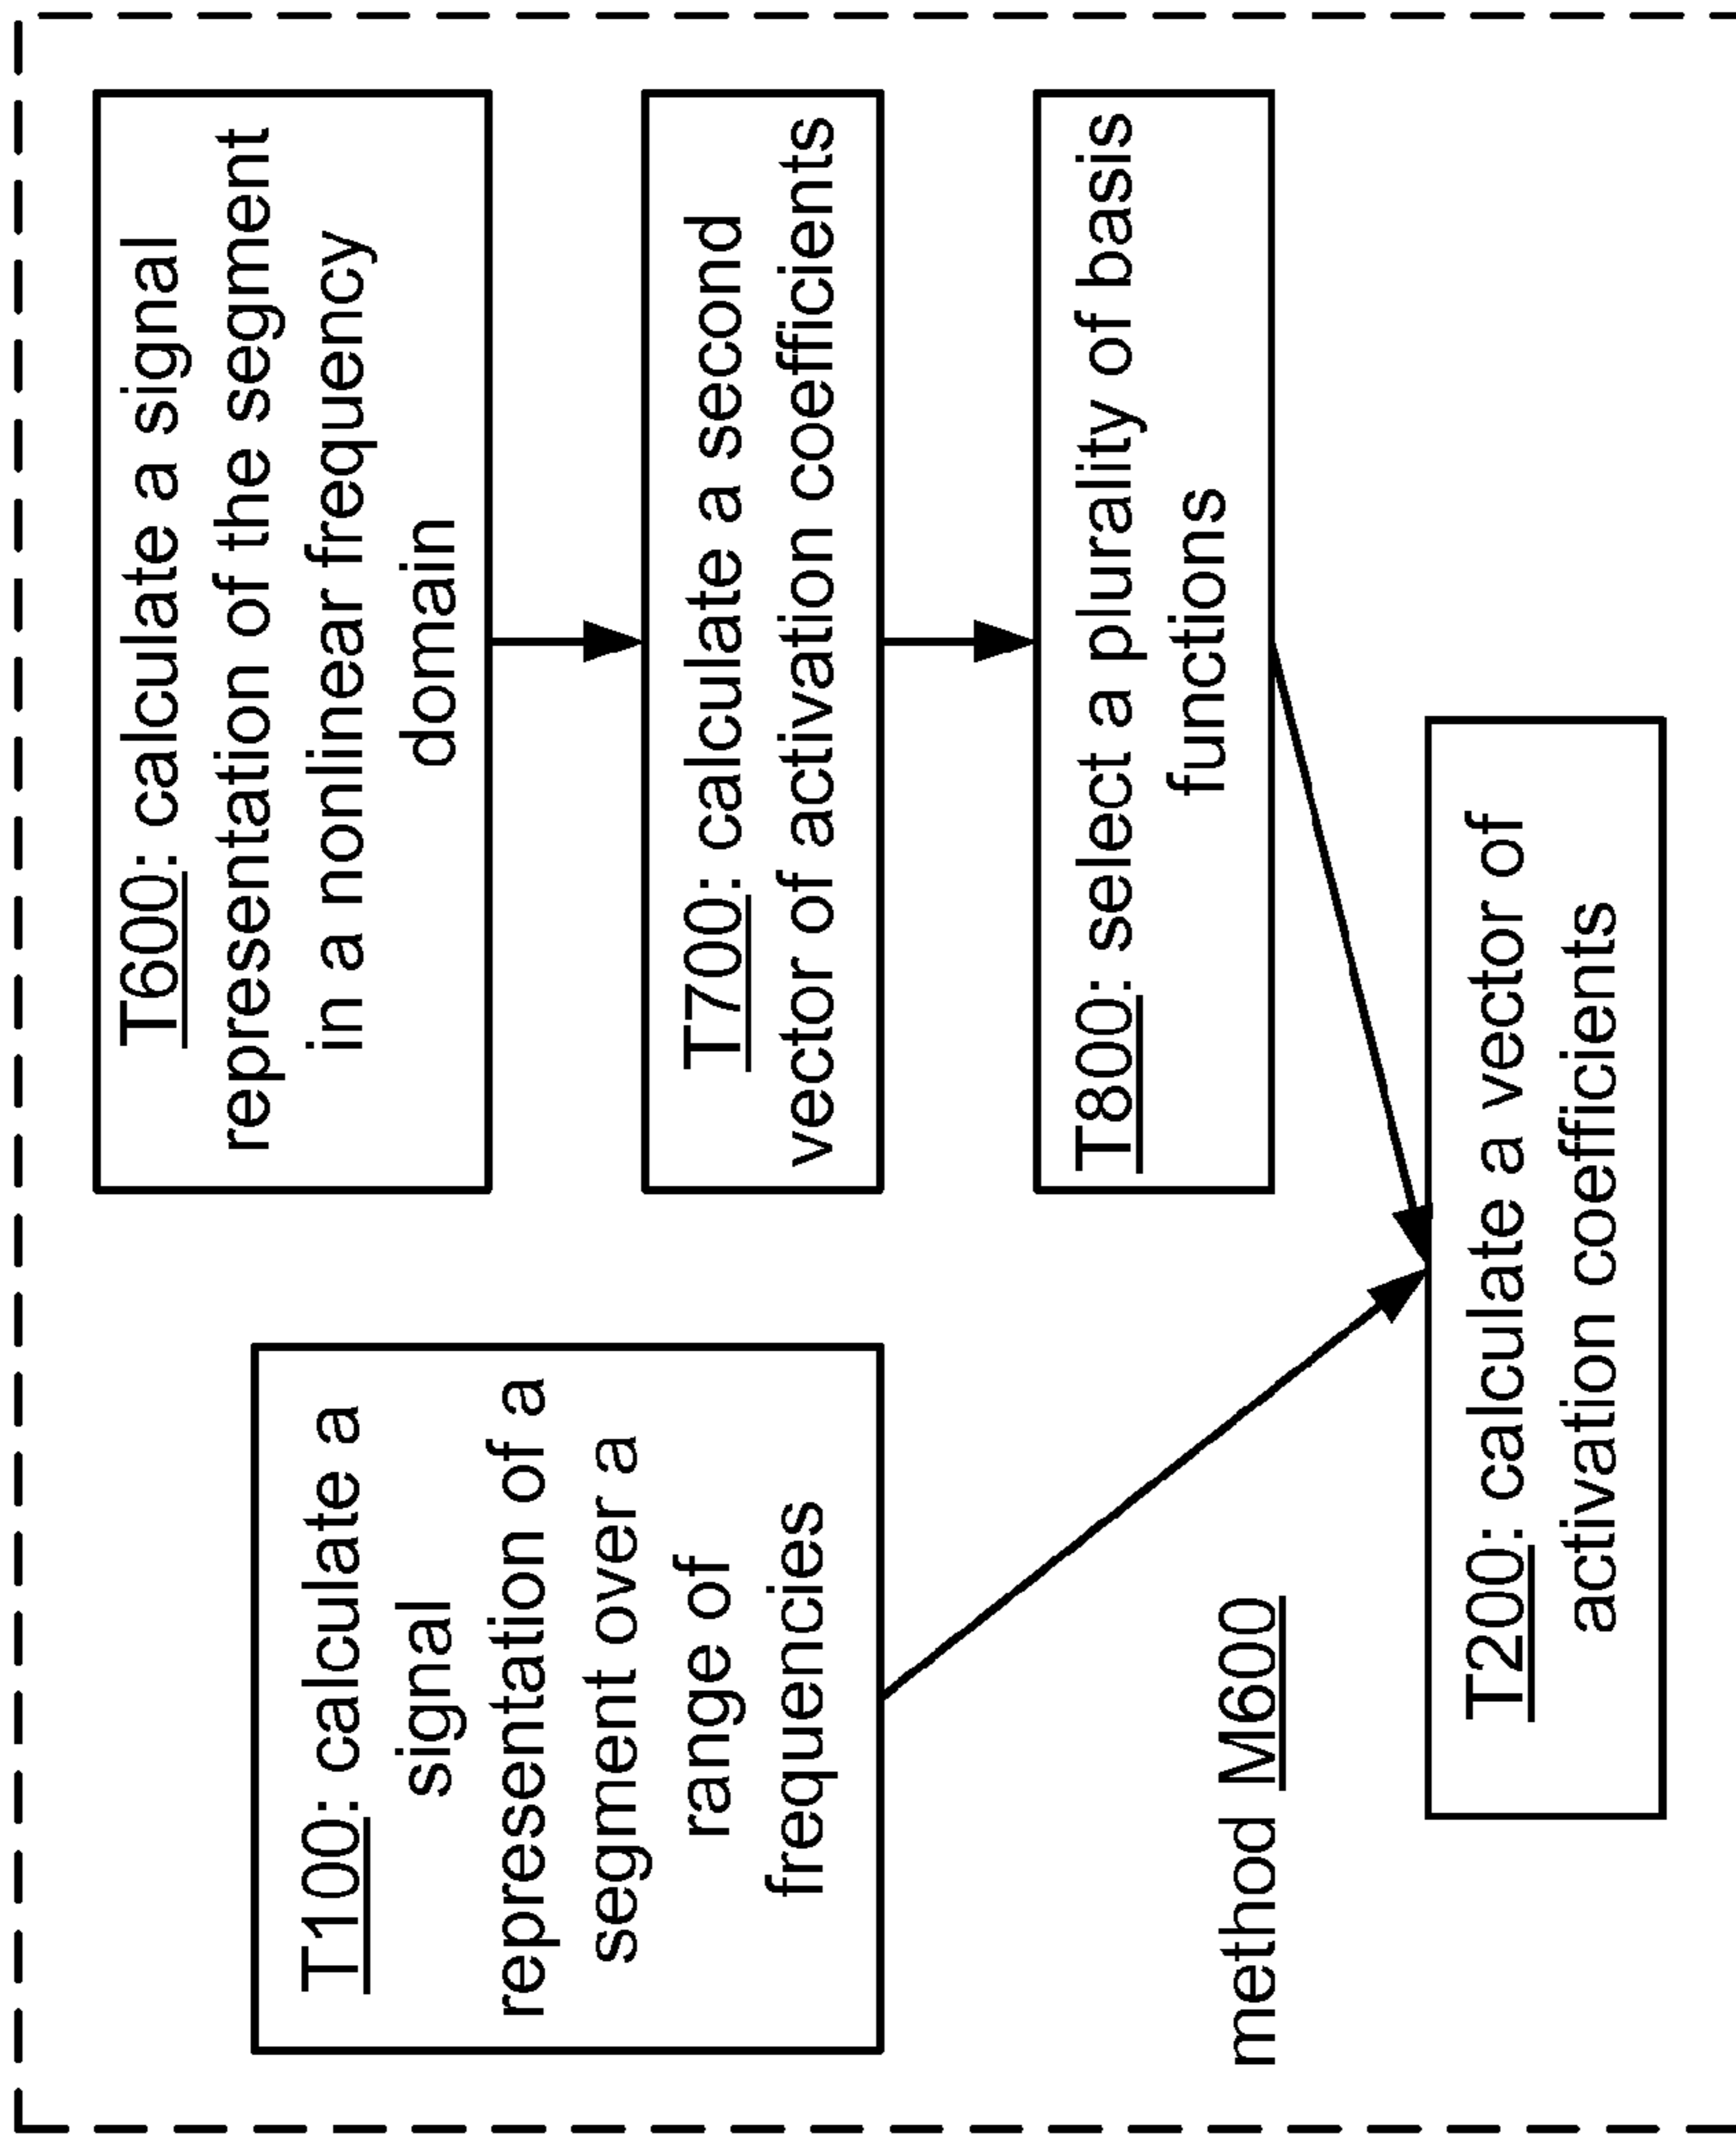 T100: calculate a
signal
representation of a
segment over a
range of
frequencies
T600: calculate a signal
representation of the segment
in a nonlinear frequency
domain
T700: calculate a second
vector of activation coefficients
T800: select a plurality of basis
functions
method M600
T200: calculate a vector of
activation coefficients